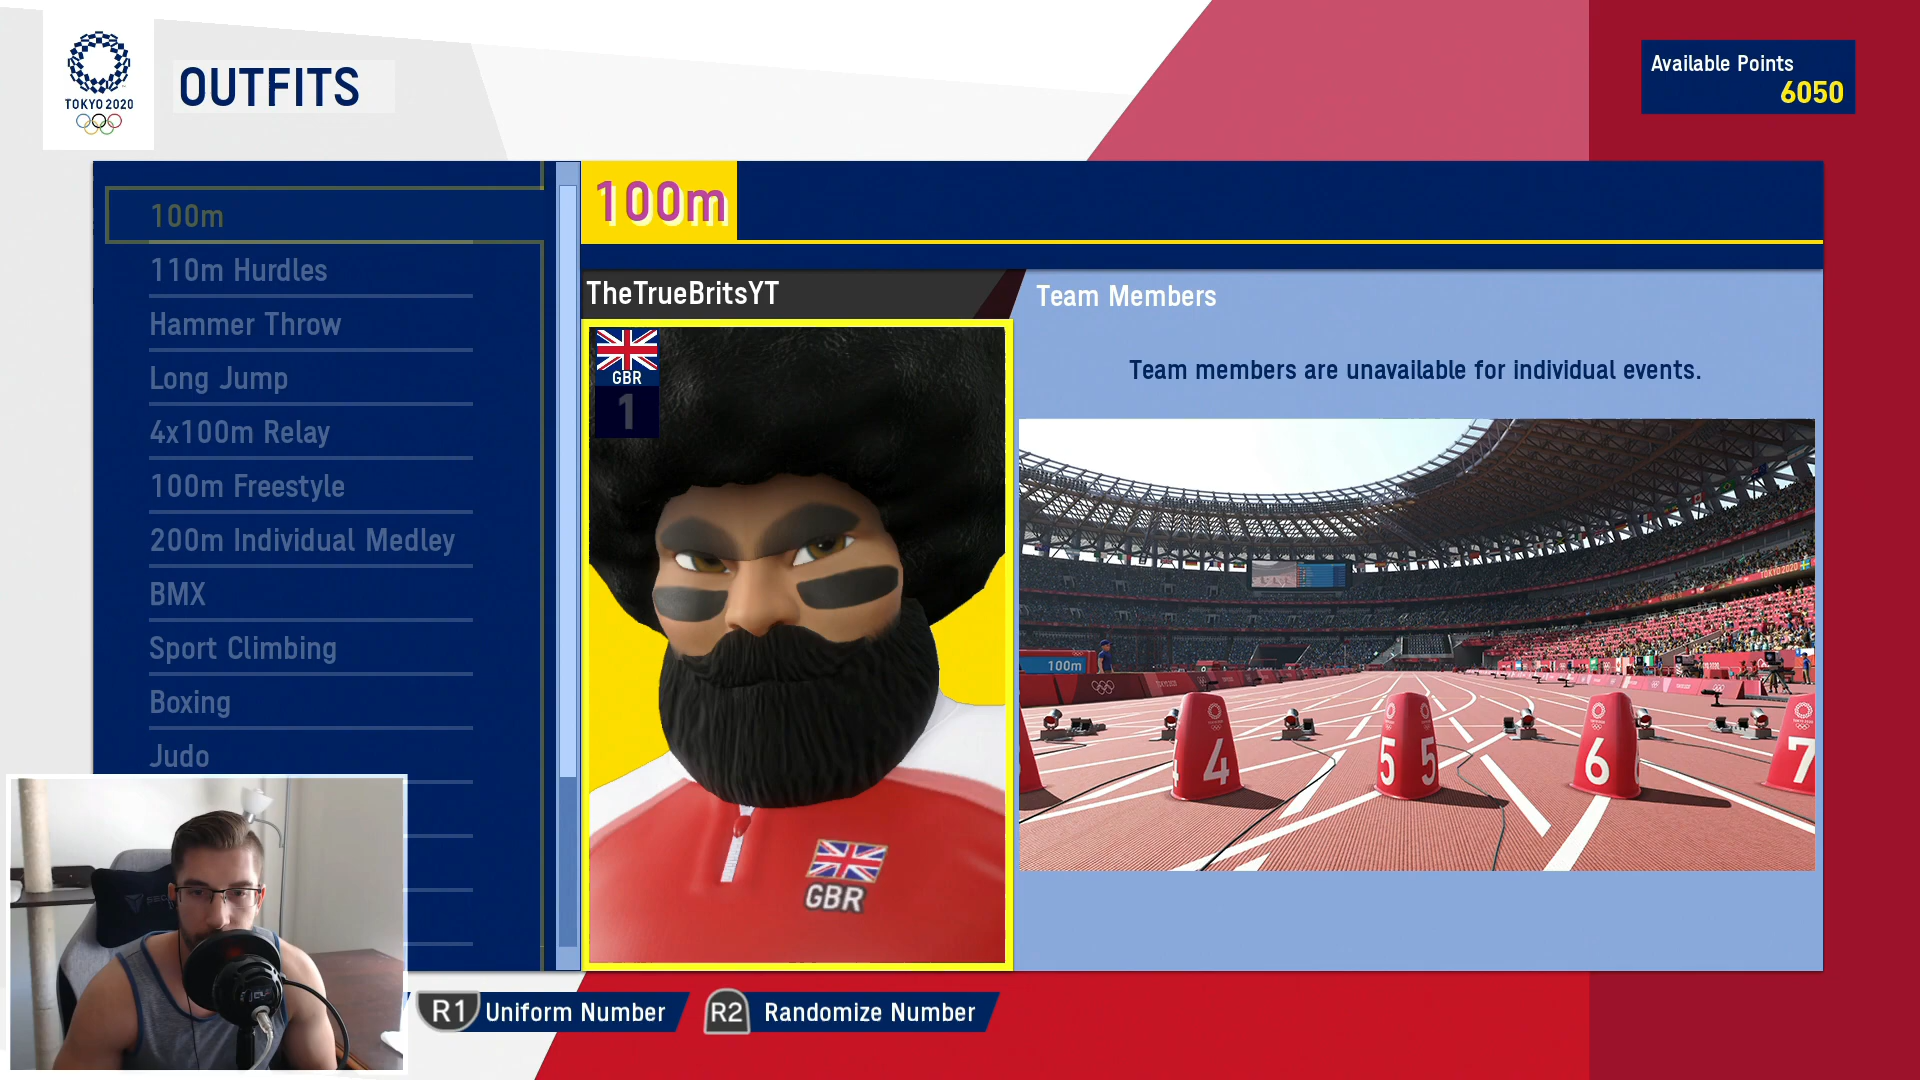 TOKYO 2020
OUTFITS
Available Points
6050
100m
110m Hurdles
Hammer Throw
Long Jump
4x100m Relay
100m Freestyle
200m Individual Medley
BMX
Sport Climbing
Boxing
Judo
100m
TheTrueBritsYT
GBR
1
GBR
Team Members
Team members are unavailable for individual events.
TOKYO 2020
100m
4
5 5
6
7
R1 Uniform Number
R2 Randomize Number